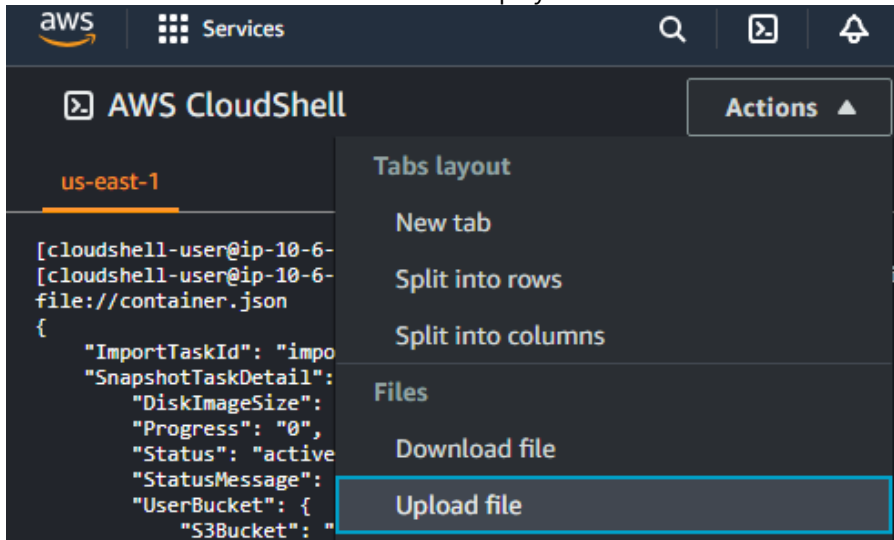 aws Services
AWS CloudShell Actions
us-east-1
Tabs layout
New tab
Split into rows
Split into columns
Files
Download file
Upload file
[cloudshell-user@ip-10-6-
[cloudshell-user@ip-10-6-
file://container.json
{
"ImportTaskId": "impo
"SnapshotTaskDetail":
"DiskImageSize":
"Progress": "0",
"Status": "active
"StatusMessage":
"UserBucket": {
"S3Bucket": "